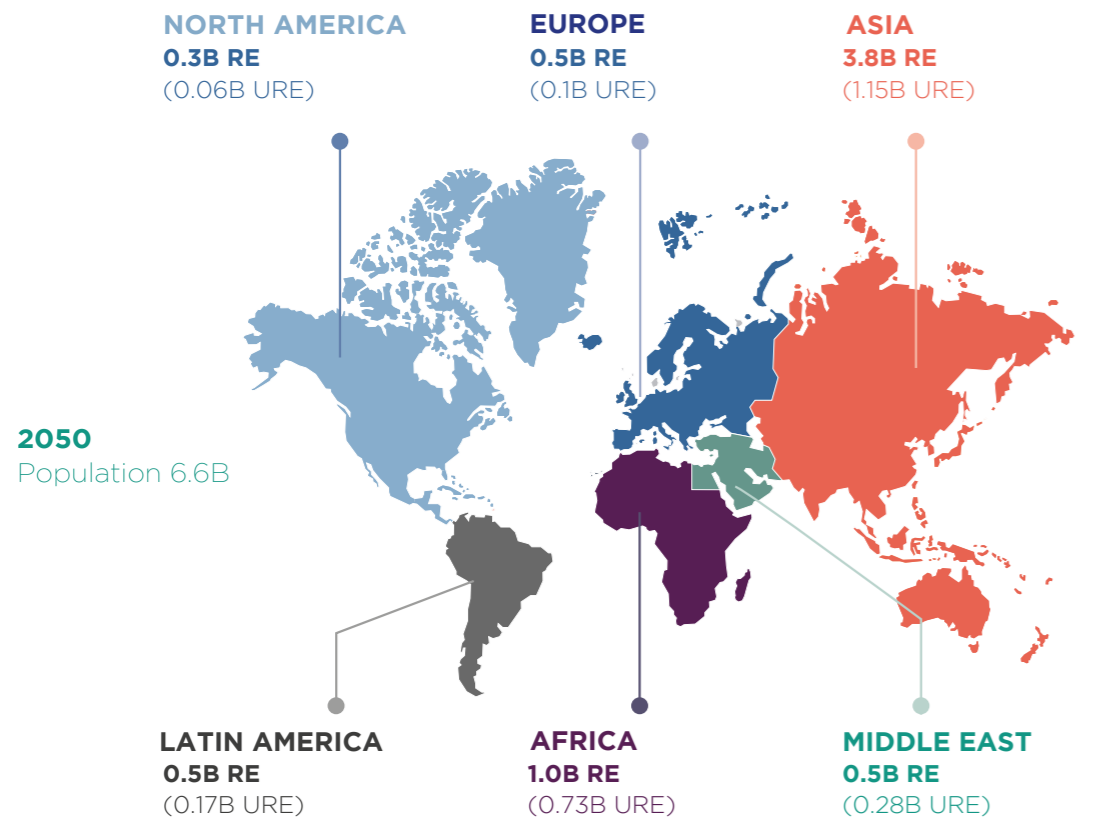 NORTH AMERICA
0.3B RE
(0.06B URE)
EUROPE
0.5B RE
(0.1B URE)
ASIA
3.8B RE
(1.15B URE)
2050
Population 6.6B
LATIN AMERICA
0.5B RE
(0.17B URE)
AFRICA
1.0B RE
(0.73B URE)
MIDDLE EAST
0.5B RE
(0.28B URE)